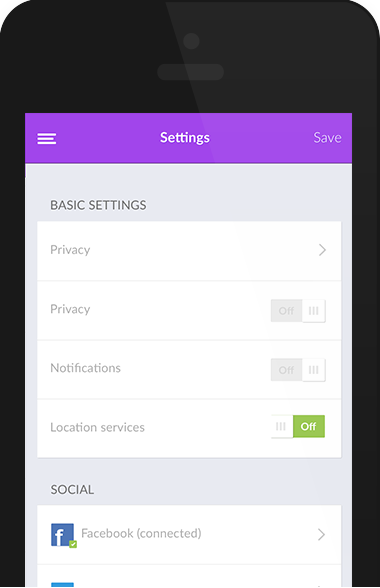 Settings
Save
BASIC SETTINGS
Privacy
Privacy
Off
Notifications
Off
Location services
Off
SOCIAL
f
Facebook (connected)